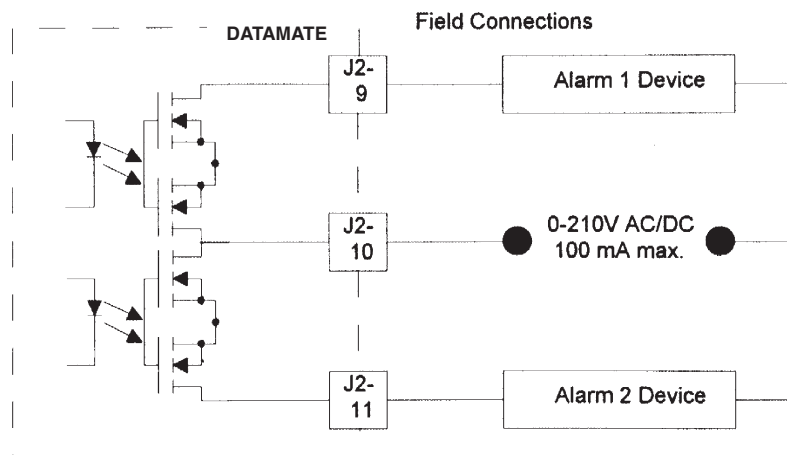 DATAMATE
Field Connections
J2-
9
Alarm 1 Device
J2-
10
0-210V AC/DC
100 mA max.
J2-
11
Alarm 2 Device